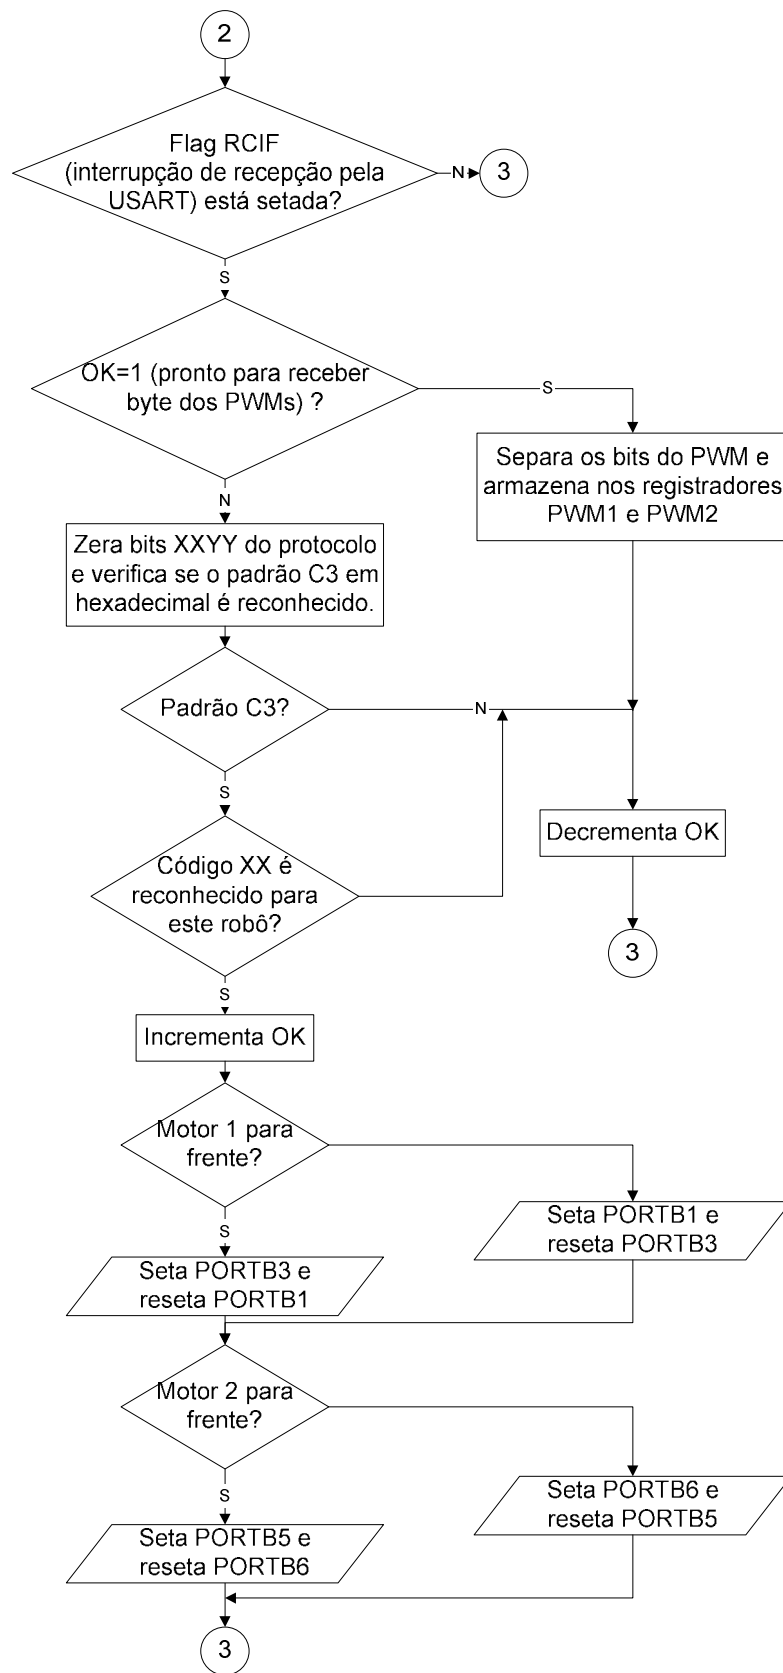 2
Flag RCIF
(interrupção de recepção pela
USART) está setada?
N
3
S
OK=1 (pronto para receber
byte dos PWMs) ?
S
Separa os bits do PWM e
armazena nos registradores
PWM1 e PWM2
N
Zera bits XXYY do protocolo
e verifica se o padrão C3 em
hexadecimal é reconhecido.
Padrão C3?
N
S
Decrementa OK
3
Código XX é
reconhecido para
este robô?
S
Incrementa OK
Motor 1 para
frente?
S
Seta PORTB1 e
reseta PORTB3
Seta PORTB3 e
reseta PORTB1
Motor 2 para
frente?
S
Seta PORTB6 e
reseta PORTB5
Seta PORTB5 e
reseta PORTB6
3